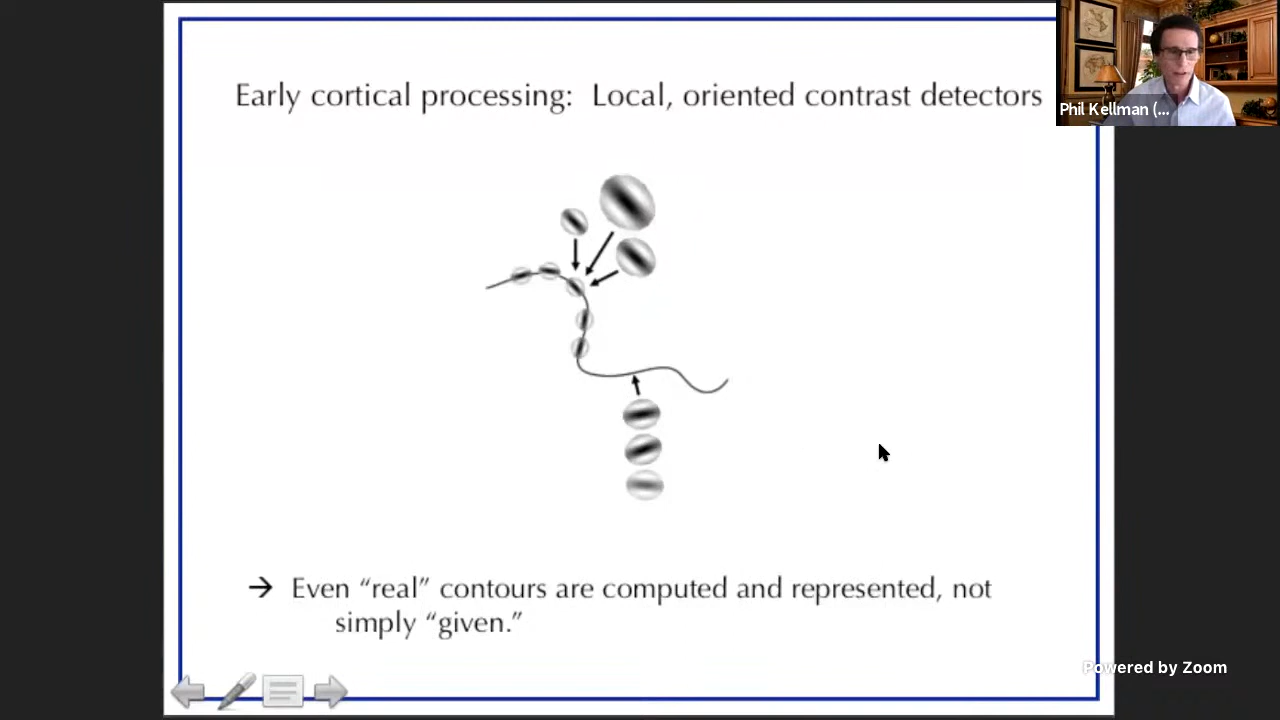 Early cortical processing: Local, oriented contrast detectors
Phil Kellman (...
→ Even “real” contours are computed and represented, not
simply “given.”
Powered by Zoom